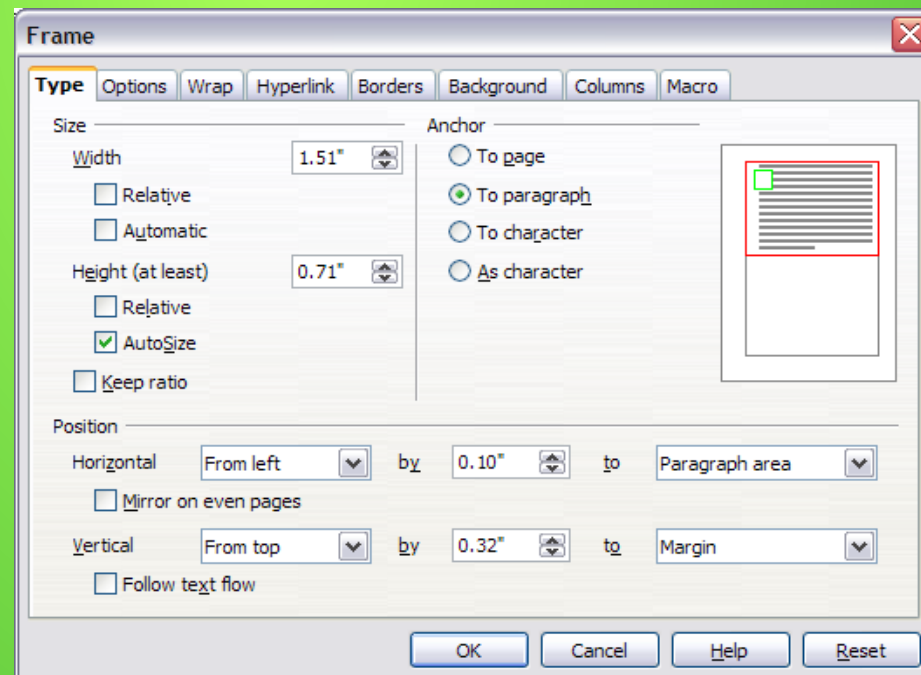 Frame
Type Options Wrap Hyperlink Borders Background Columns Macro
Size
Width 1.51"
Relative
Automatic
Height (at least) 0.71"
Relative
AutoSize
Keep ratio
Anchor
To page
To paragraph
To character
As character
Position
Horizontal From left by 0.10" to Paragraph area
Mirror on even pages
Vertical From top by 0.32" to Margin
Follow text flow
OK Cancel Help Reset